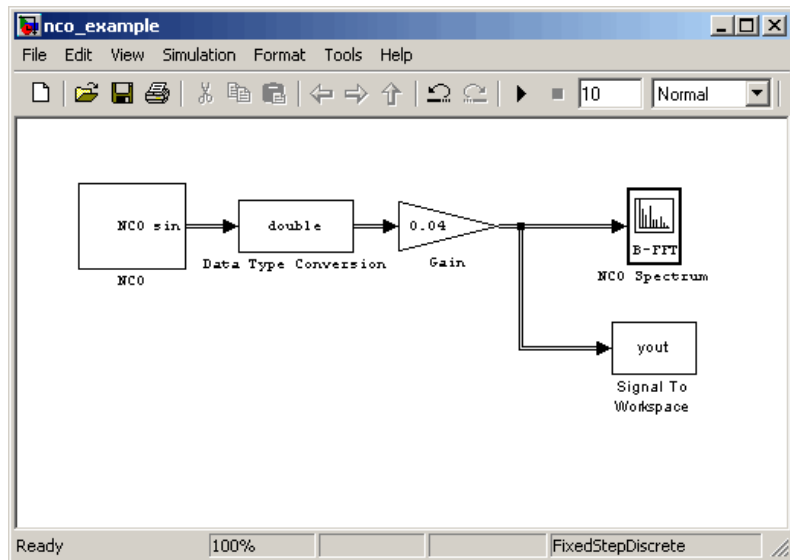 nco_example
File Edit View Simulation Format Tools Help
10 Normal
NCO sin
NCO
double
Data Type Conversion
0.04
Gain
B-FFT
NCO Spectrum
yout
Signal To
Workspace
Ready 100% FixedStepDiscrete